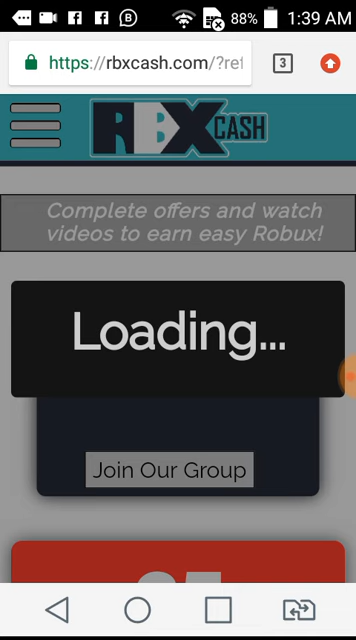 88% 1:39 AM
https://rbxcash.com/?ref
3
RBX CASH
Complete offers and watch
videos to earn easy Robux!
Loading...
Join Our Group